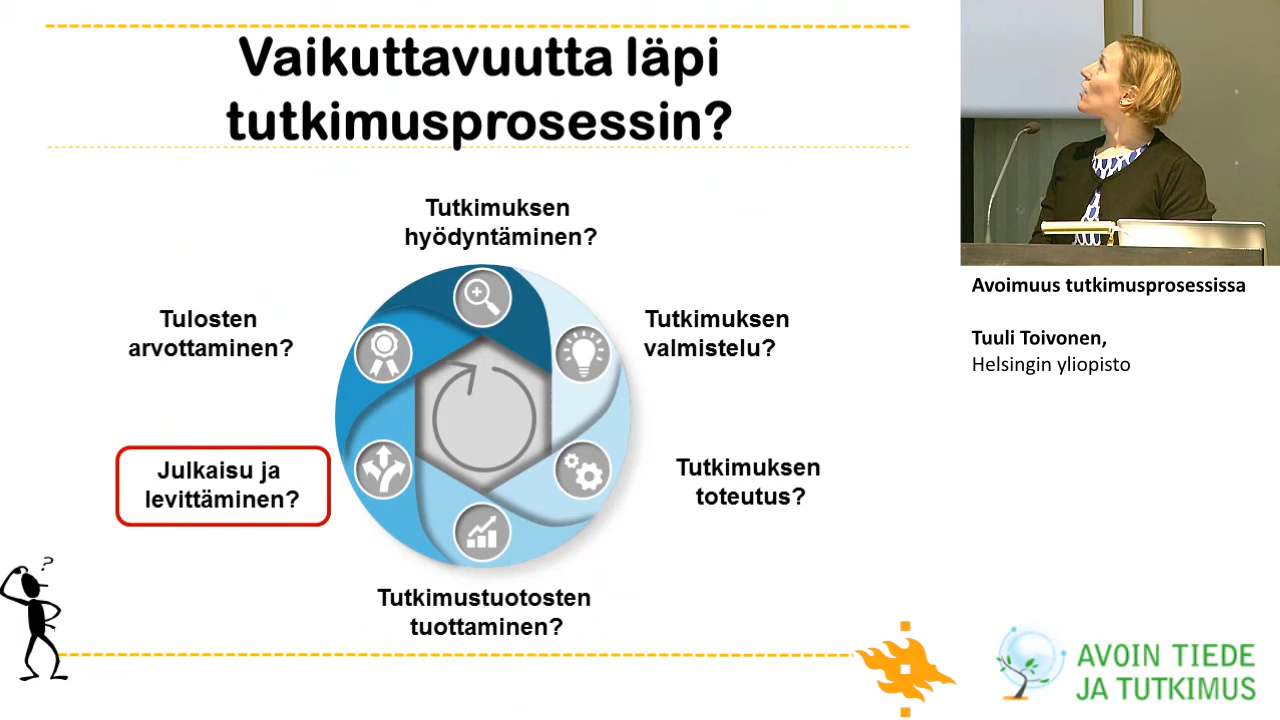 Vaikuttavuutta läpi
tutkimusprosessin?
Tutkimuksen
hyödyntäminen?
Tulosten
arvottaminen?
Tutkimuksen
valmistelu?
Julkaisu ja
levittäminen?
Tutkimuksen
toteutus?
Tutkimustuotosten
tuottaminen?
?
Avoimuus tutkimusprosessissa
Tuuli Toivonen,
Helsingin yliopisto
AVOIN TIEDE
JA TUTKIMUS